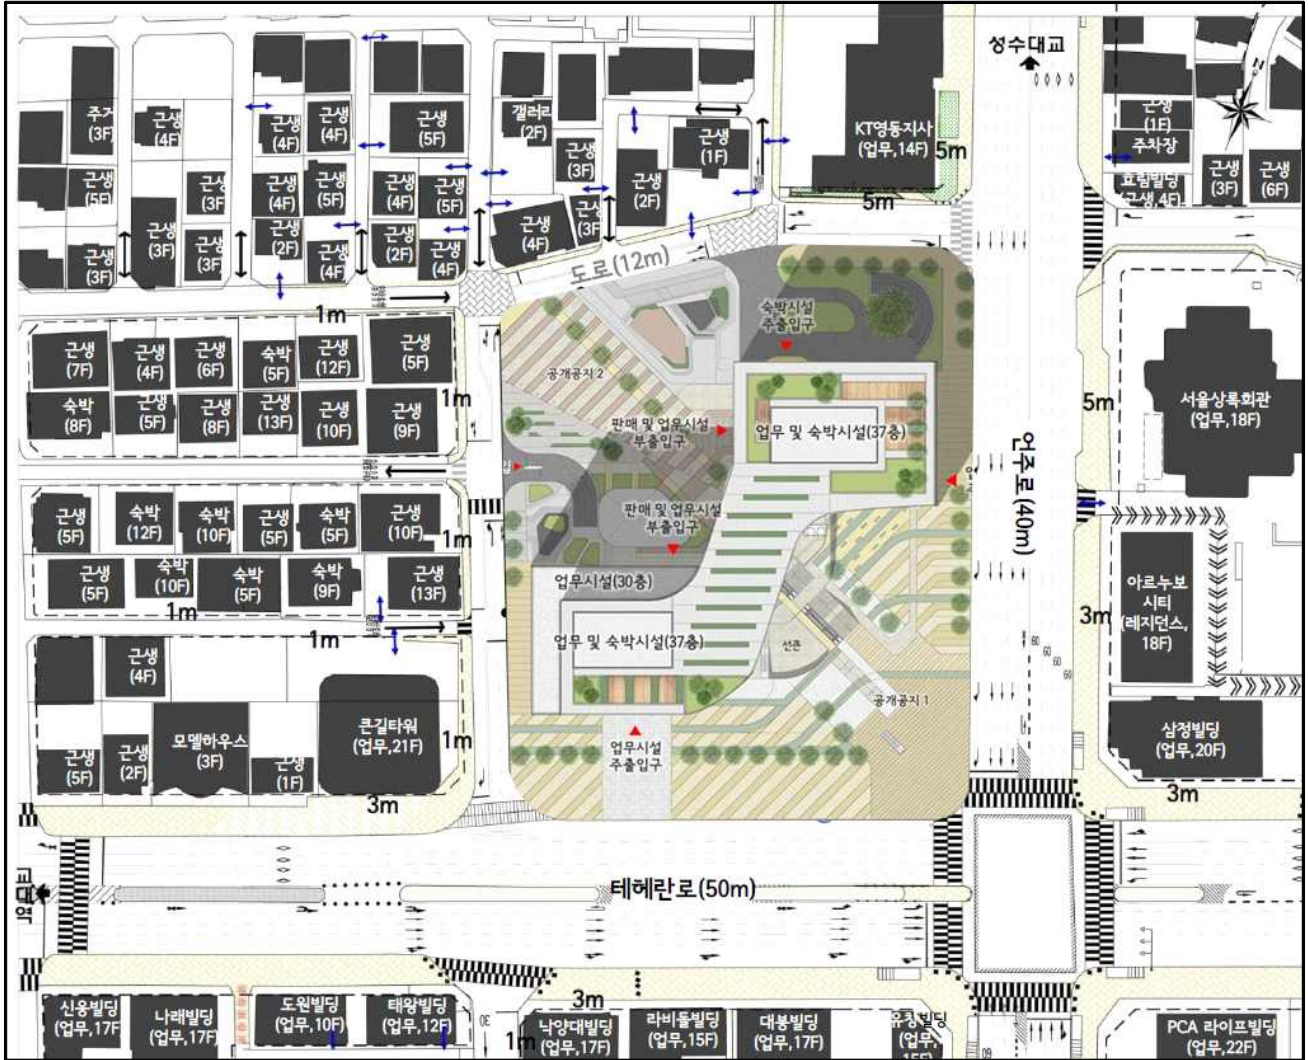 성수대교
주거
(3F)
근생
(4F)
근생
(4F)
근생
(4F)
근생
(5F)
갤러리
(2F)
근생
(3F)
근생
(1F)
KT영동지사
(업무,14F)
5m
5m
근생
(1F)
주차장
효림빌딩
(근생,4F)
근생
(3F)
근생
(6F)
N
근생
(5F)
근생
(3F)
근생
(4F)
근생
(5F)
근생
(4F)
근생
(5F)
근생
(2F)
근생
(3F)
근생
(3F)
근생
(3F)
근생
(3F)
근생
(2F)
근생
(4F)
근생
(2F)
근생
(4F)
근생
(4F)
도로(12m)
1m
근생
(7F)
근생
(4F)
근생
(6F)
숙박
(5F)
근생
(12F)
근생
(5F)
1m
숙박
(8F)
근생
(5F)
근생
(8F)
근생
(13F)
근생
(10F)
근생
(9F)
숙박시설
주출입구
공개공지 2
판매 및 업무시설
부출입구
업무 및 숙박시설(37층)
판매 및 업무시설
부출입구
업무시설(30층)
업무 및 숙박시설(37층)
선큰
공개공지 1
업무시설
주출입구
언주로(40m)
5m
서울상록회관
(업무,18F)
근생
(5F)
숙박
(12F)
숙박
(10F)
근생
(5F)
숙박
(5F)
근생
(10F)
1m
근생
(5F)
숙박
(10F)
숙박
(5F)
숙박
(9F)
근생
(13F)
1m
1m
3m
아르누보
시티
(레지던스,
18F)
60
60
60
근생
(4F)
근생
(5F)
근생
(2F)
모델하우스
(3F)
근생
(1F)
큰길타워
(업무,21F)
1m
3m
삼정빌딩
(업무,20F)
3m
테헤란로(50m)
신웅빌딩
(업무,17F
나래빌딩
(업무,17F)
도원빌딩
(업무,10F)
태왕빌딩
(업무,12F)
30
1m
3m
낙양대빌딩
(업무,17F)
라비돌빌딩
(업무,15F)
대봉빌딩
(업무,17F)
유창빌딩
(업무,
15F)
60
PCA 라이프빌딩
(업무,22F)